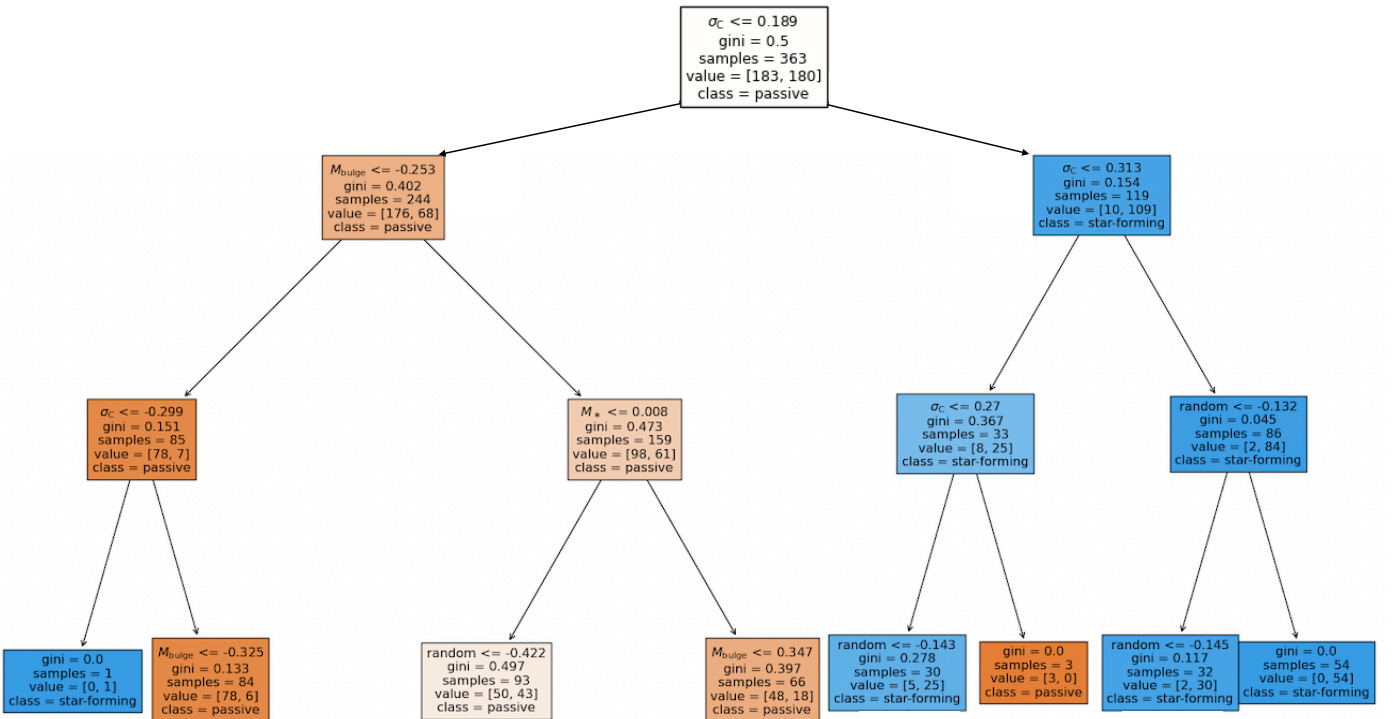 σC <= 0.189
gini = 0.5
samples = 363
value = [183, 180]
class = passive
Mbulge <= -0.253
gini = 0.402
samples = 244
value = [176, 68]
class = passive
σC <= 0.313
gini = 0.154
samples = 119
value = [10, 109]
class = star-forming
σC <= -0.299
gini = 0.151
samples = 85
value = [78, 7]
class = passive
M* <= 0.008
gini = 0.473
samples = 159
value = [98, 61]
class = passive
σC <= 0.27
gini = 0.367
samples = 33
value = [8, 25]
class = star-forming
random <= -0.132
gini = 0.045
samples = 86
value = [2, 84]
class = star-forming
gini = 0.0
samples = 1
value = [0, 1]
class = star-forming
Mbulge <= -0.325
gini = 0.133
samples = 84
value = [78, 6]
class = passive
random <= -0.422
gini = 0.497
samples = 93
value = [50, 43]
class = passive
Mbulge <= 0.347
gini = 0.397
samples = 66
value = [48, 18]
class = passive
random <= -0.143
gini = 0.278
samples = 30
value = [5, 25]
class = star-forming
gini = 0.0
samples = 3
value = [3, 0]
class = passive
random <= -0.145
gini = 0.117
samples = 32
value = [2, 30]
class = star-forming
gini = 0.0
samples = 54
value = [0, 54]
class = star-forming